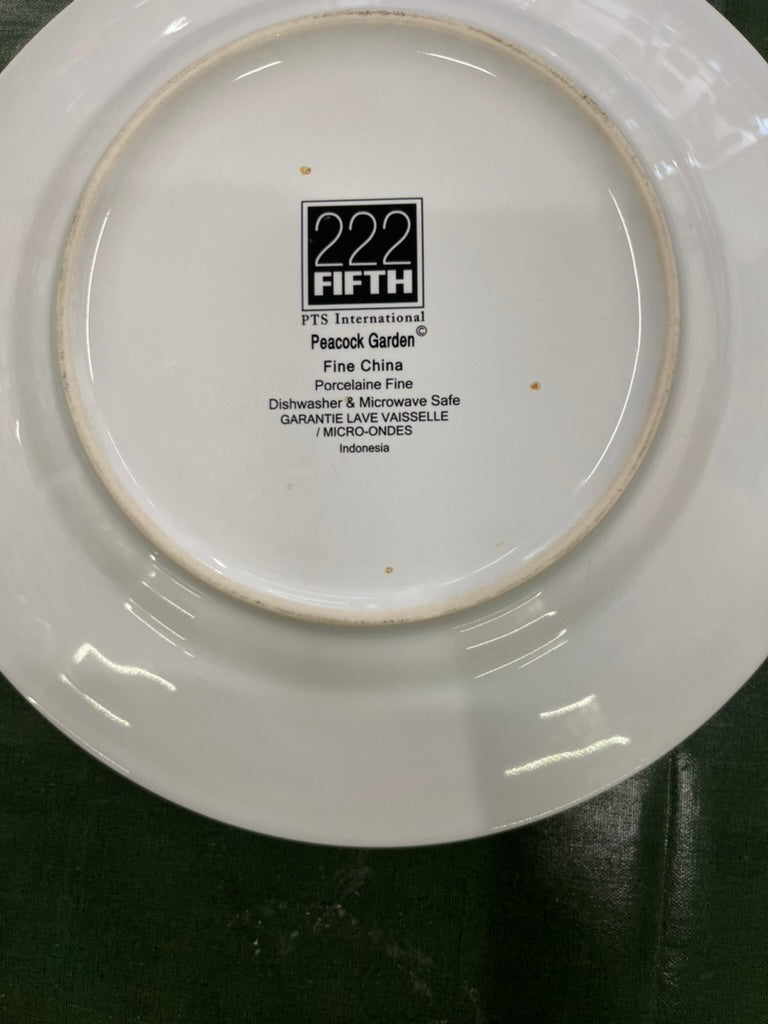 222
FIFTH
PTS International
Peacock Garden©
Fine China
Porcelaine Fine
Dishwasher & Microwave Safe
GARANTIE LAVE VAISSELLE
/ MICRO-ONDES
Indonesia